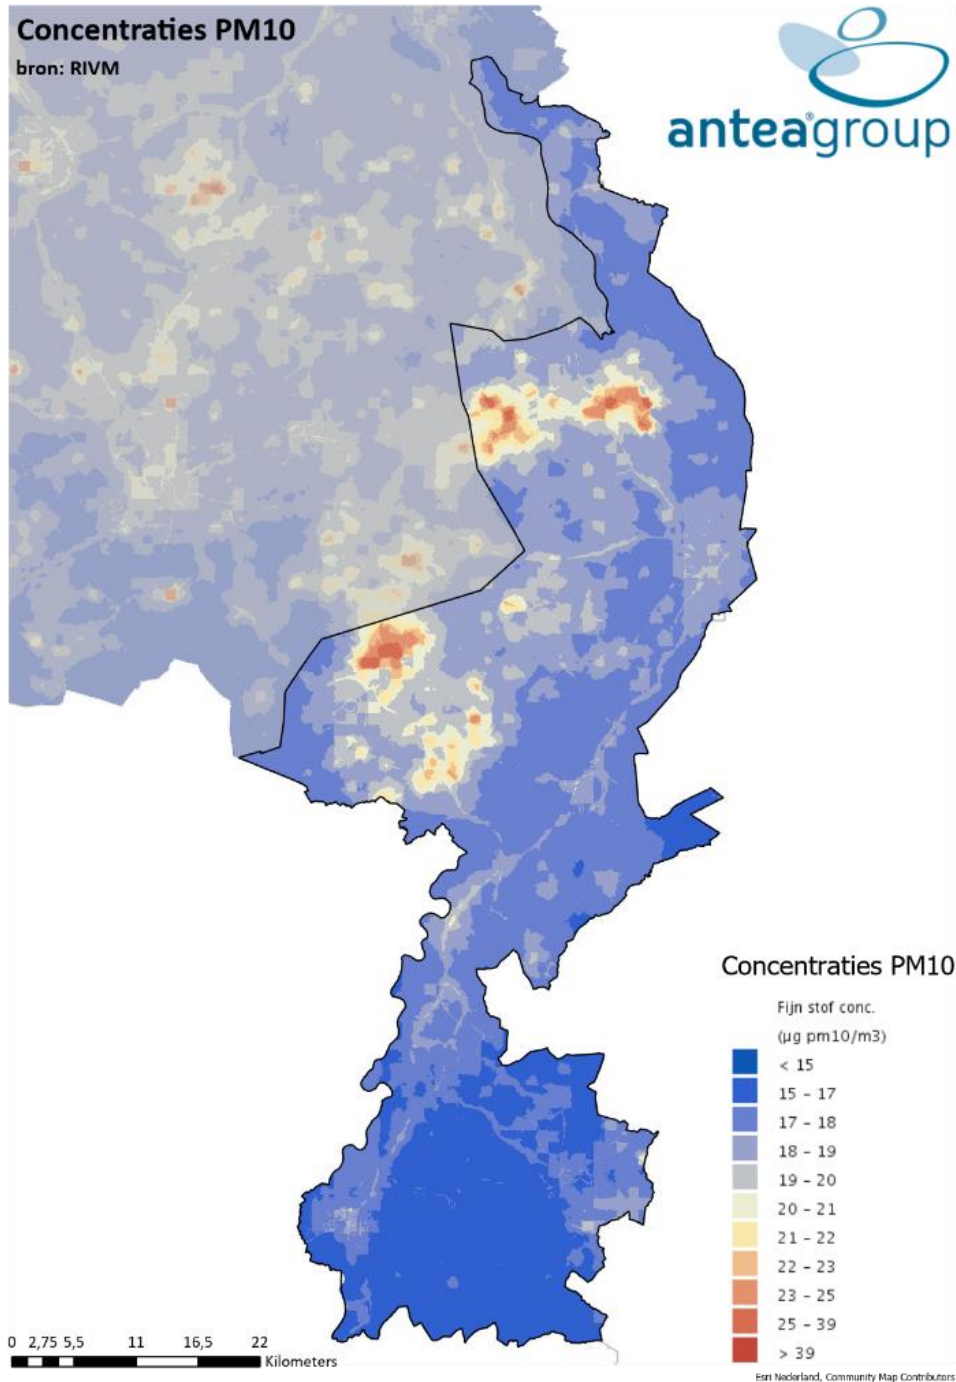 Concentraties PM10
bron: RIVM
antea®group
Concentraties PM10
Fijn stof conc.
(µg pm10/m3)
< 15
15 – 17
17 – 18
18 – 19
19 – 20
20 – 21
21 – 22
22 – 23
23 – 25
25 – 39
> 39
0 2,75 5,5 11 16,5 22
Kilometers
Esri Nederland, Community Map Contributors